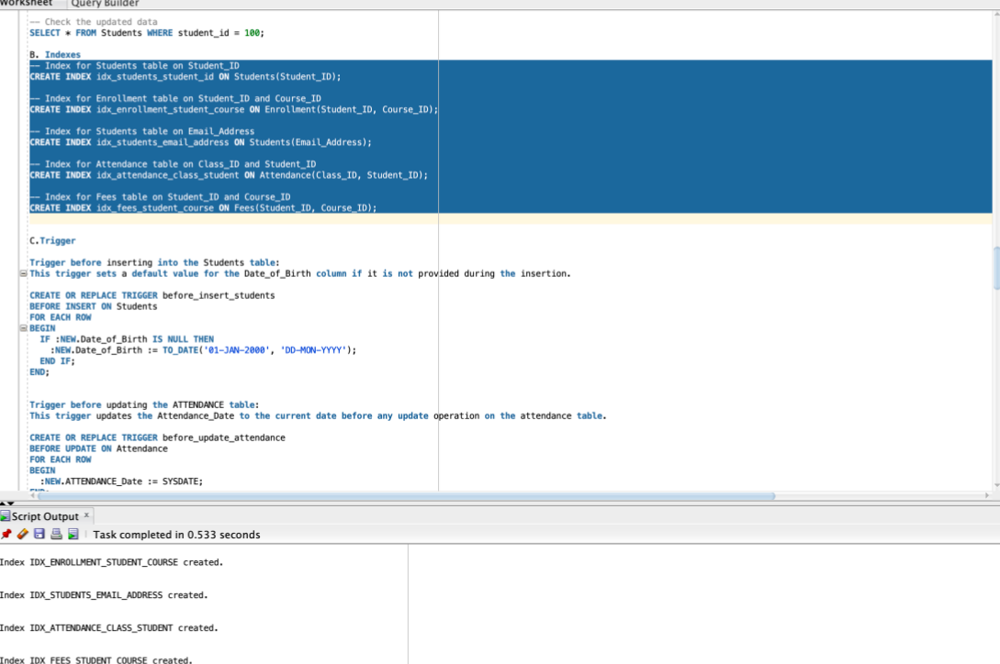 Worksheet Query Builder
-- Check the updated data
SELECT * FROM Students WHERE student_id = 100;
B. Indexes
-- Index for Students table on Student_ID
CREATE INDEX idx_students_student_id ON Students(Student_ID);
-- Index for Enrollment table on Student_ID and Course_ID
CREATE INDEX idx_enrollment_student_course ON Enrollment(Student_ID, Course_ID);
-- Index for Students table on Email_Address
CREATE INDEX idx_students_email_address ON Students(Email_Address);
-- Index for Attendance table on Class_ID and Student_ID
CREATE INDEX idx_attendance_class_student ON Attendance(Class_ID, Student_ID);
-- Index for Fees table on Student_ID and Course_ID
CREATE INDEX idx_fees_student_course ON Fees(Student_ID, Course_ID);
C.Trigger
Trigger before inserting into the Students table:
This trigger sets a default value for the Date_of_Birth column if it is not provided during the insertion.
CREATE OR REPLACE TRIGGER before_insert_students
BEFORE INSERT ON Students
FOR EACH ROW
BEGIN
IF :NEW.Date_of_Birth IS NULL THEN
:NEW.Date_of_Birth := TO_DATE('01-JAN-2000', 'DD-MON-YYYY');
END IF;
END;
Trigger before updating the ATTENDANCE table:
This trigger updates the Attendance_Date to the current date before any update operation on the attendance table.
CREATE OR REPLACE TRIGGER before_update_attendance
BEFORE UPDATE ON Attendance
FOR EACH ROW
BEGIN
:NEW.ATTENDANCE_Date := SYSDATE;
END;
Script Output x
Task completed in 0.533 seconds
Index IDX_ENROLLMENT_STUDENT_COURSE created.
Index IDX_STUDENTS_EMAIL_ADDRESS created.
Index IDX_ATTENDANCE_CLASS_STUDENT created.
Index IDX_FEES_STUDENT_COURSE created.